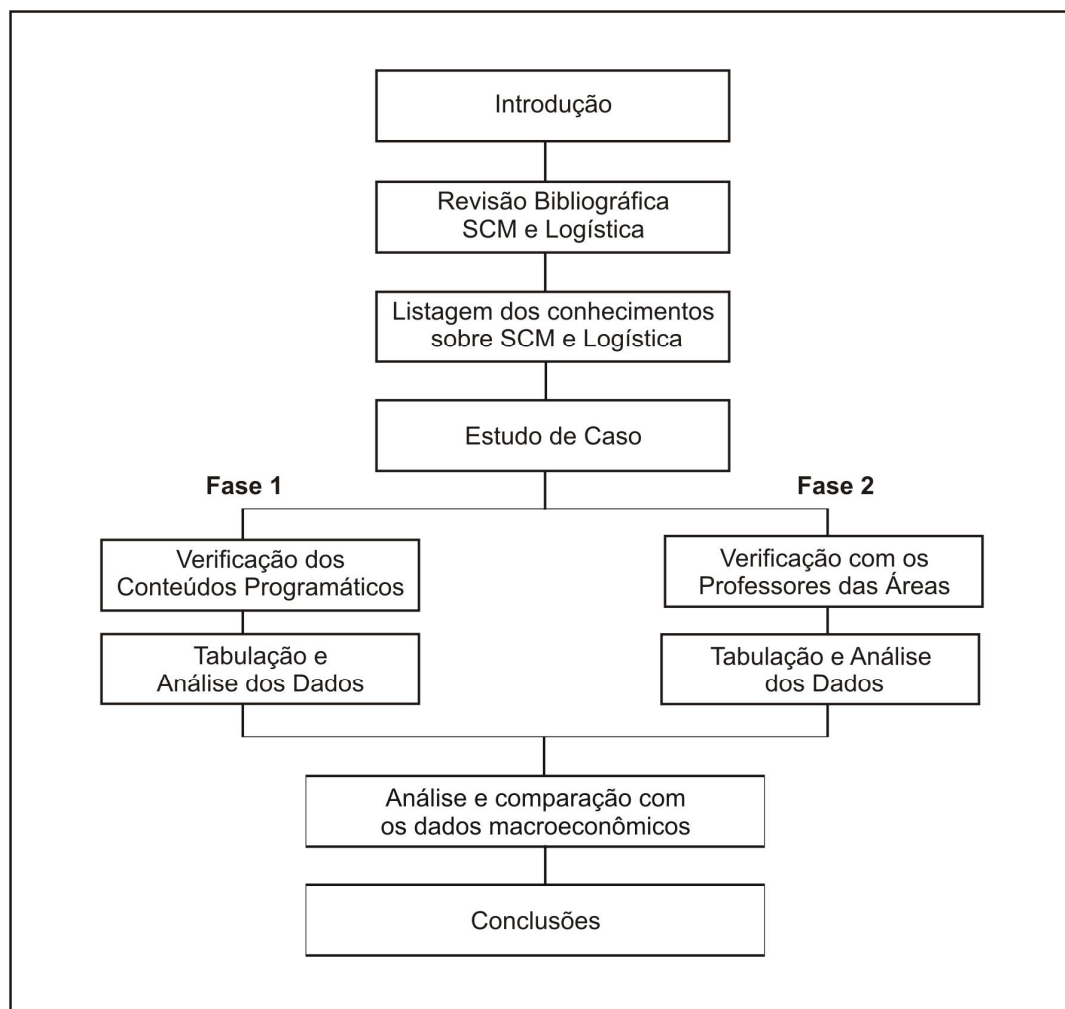 Introdução
Revisão Bibliográfica
SCM e Logística
Listagem dos conhecimentos
sobre SCM e Logística
Estudo de Caso
Fase 1
Verificação dos
Conteúdos Programáticos
Tabulação e
Análise dos Dados
Fase 2
Verificação com os
Professores das Áreas
Tabulação e Análise
dos Dados
Análise e comparação com
os dados macroeconômicos
Conclusões